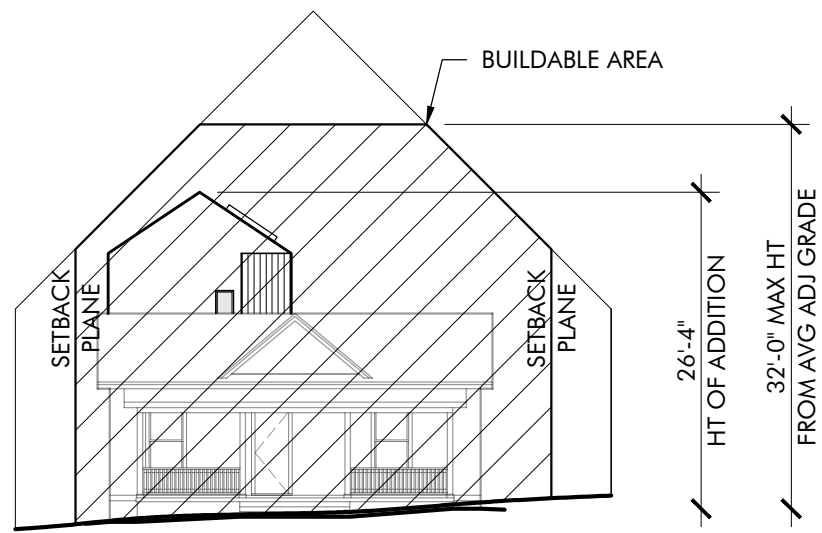 BUILDABLE AREA
SETBACK
PLANE
SETBACK
PLANE
26'-4"
HT OF ADDITION
32'-0" MAX HT
FROM AVG ADJ GRADE